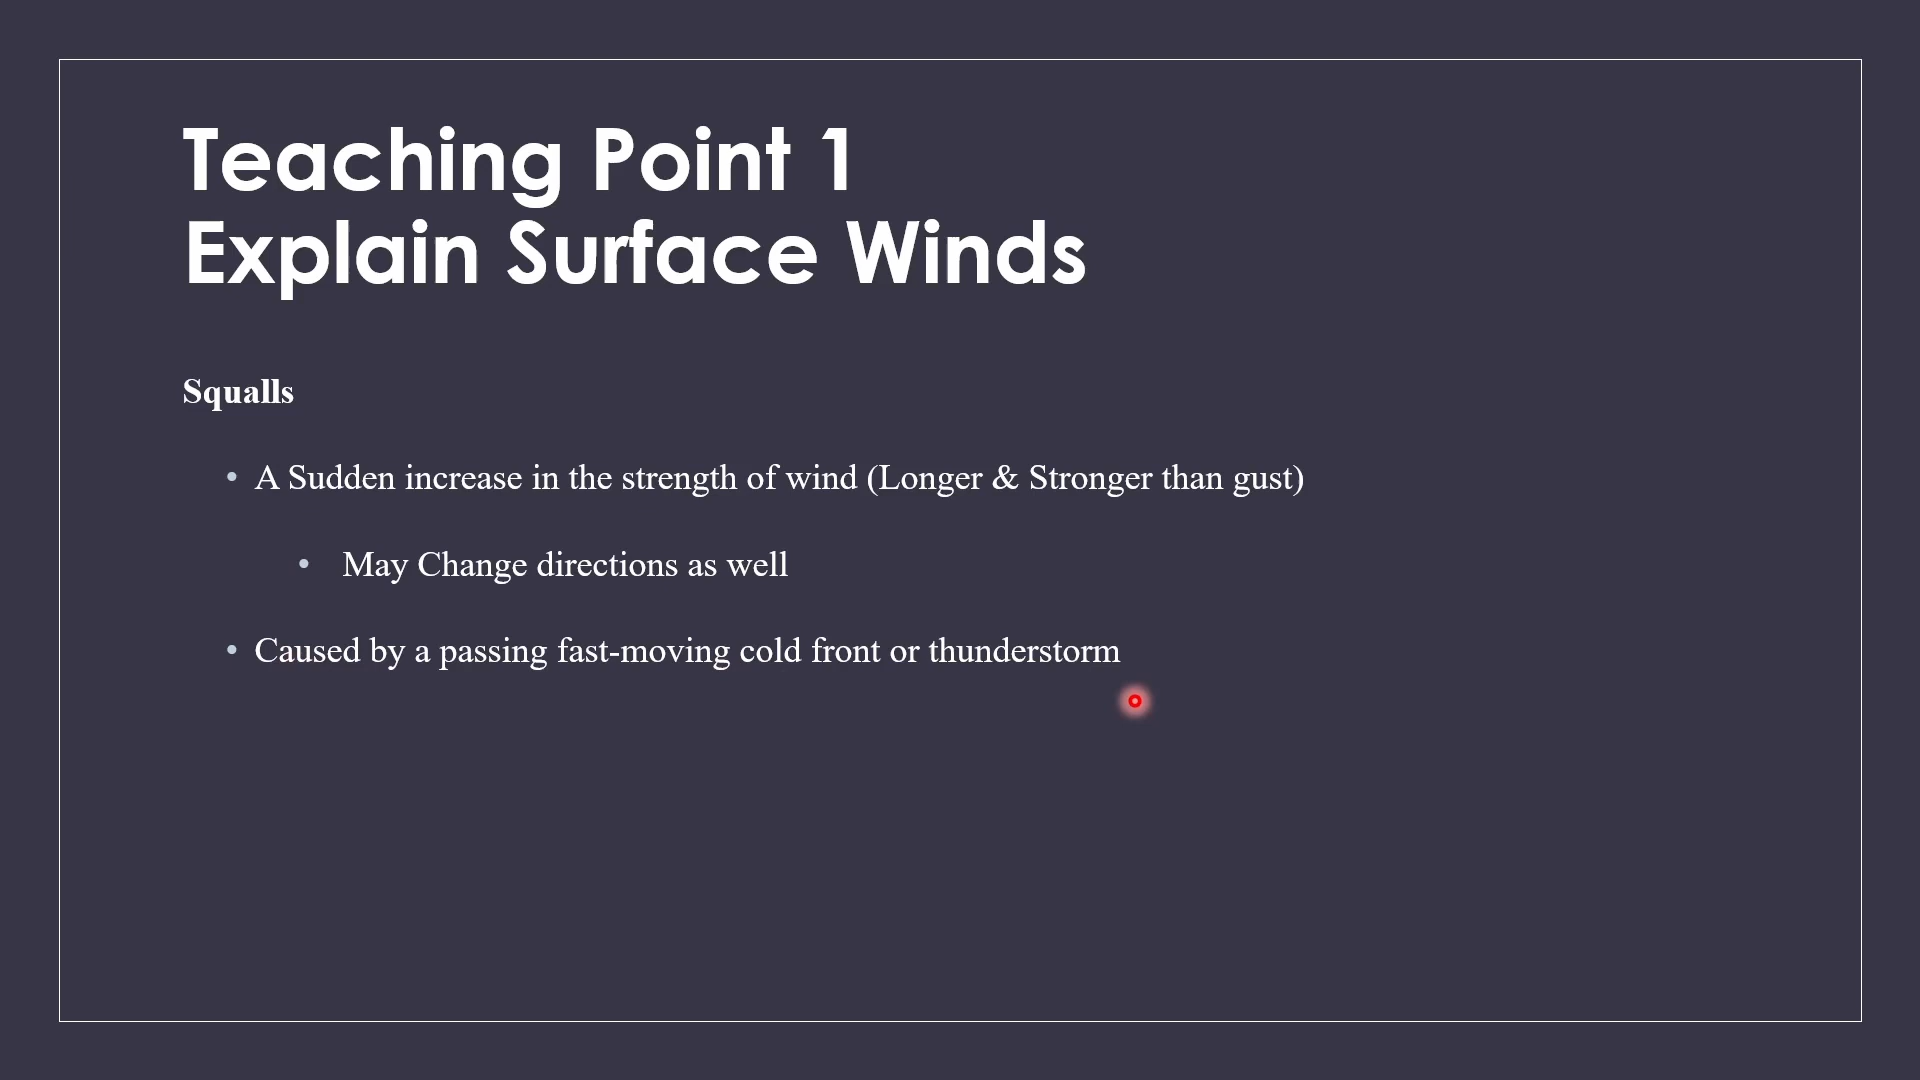 Teaching Point 1
Explain Surface Winds
Squalls
• A Sudden increase in the strength of wind (Longer & Stronger than gust)
• May Change directions as well
• Caused by a passing fast-moving cold front or thunderstorm